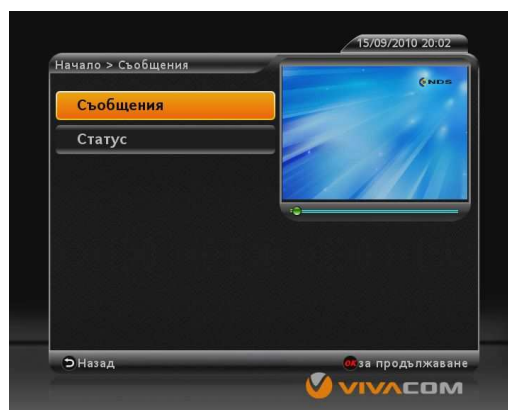 15/09/2010 20:02
Начало > Съобщения
NDS
Съобщения
Статус
Назад
OK за продължаване
VIVACOM